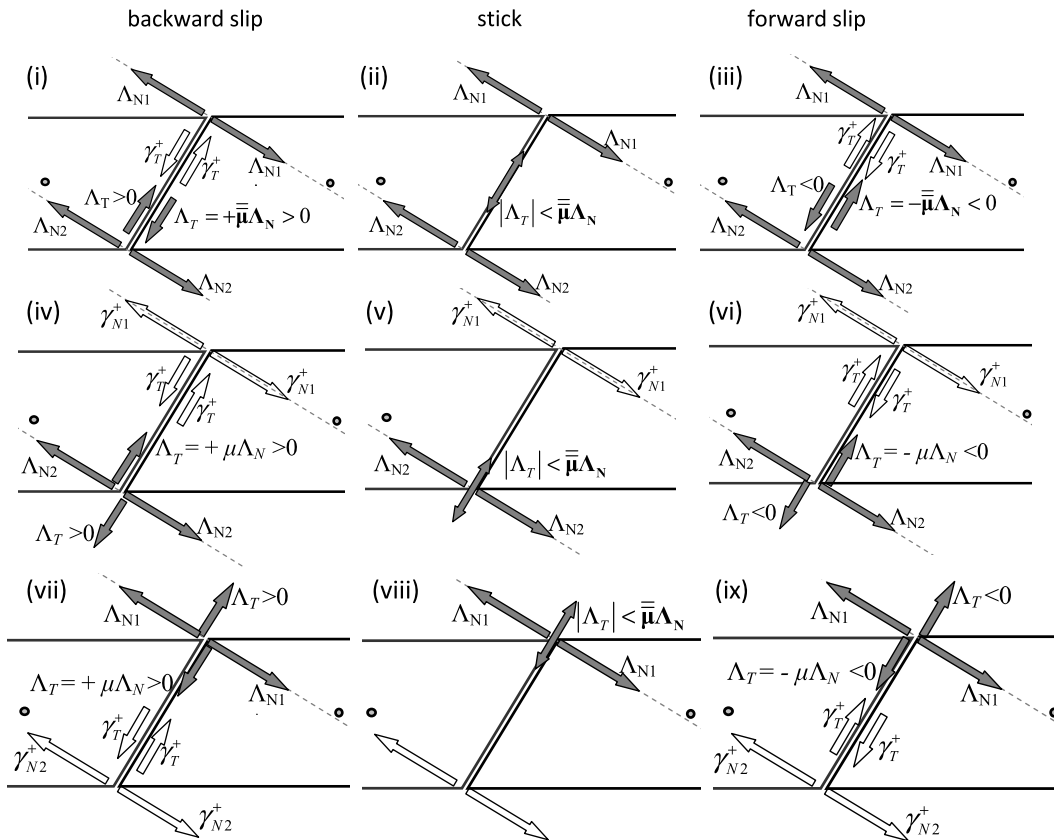 backward slip
stick
forward slip
(i)
Λ_N1
Λ_N1
γ_T^+
γ_T^+
Λ_T>0
Λ_T = +μ̿Λ_N > 0
Λ_N2
Λ_N2
(ii)
Λ_N1
Λ_N1
|Λ_T| < μ̿Λ_N
Λ_N2
Λ_N2
(iii)
Λ_N1
Λ_N1
γ_T^+
γ_T^+
Λ_T<0
Λ_T = −μ̿Λ_N < 0
Λ_N2
Λ_N2
(iv)
γ_N1^+
γ_N1^+
γ_T^+
γ_T^+
Λ_T = + μΛ_N >0
Λ_N2
Λ_N2
Λ_T >0
(v)
γ_N1^+
γ_N1^+
Λ_N2
|Λ_T| < μ̿Λ_N
Λ_N2
(vi)
γ_N1^+
γ_N1^+
γ_T^+
γ_T^+
Λ_T = - μΛ_N <0
Λ_N2
Λ_N2
Λ_T <0
(vii)
Λ_T >0
Λ_N1
Λ_N1
Λ_T = + μΛ_N >0
γ_T^+
γ_T^+
γ_N2^+
γ_N2^+
(viii)
|Λ_T| < μ̿Λ_N
Λ_N1
Λ_N1
(ix)
Λ_T <0
Λ_N1
Λ_N1
Λ_T = - μΛ_N <0
γ_T^+
γ_T^+
γ_N2^+
γ_N2^+